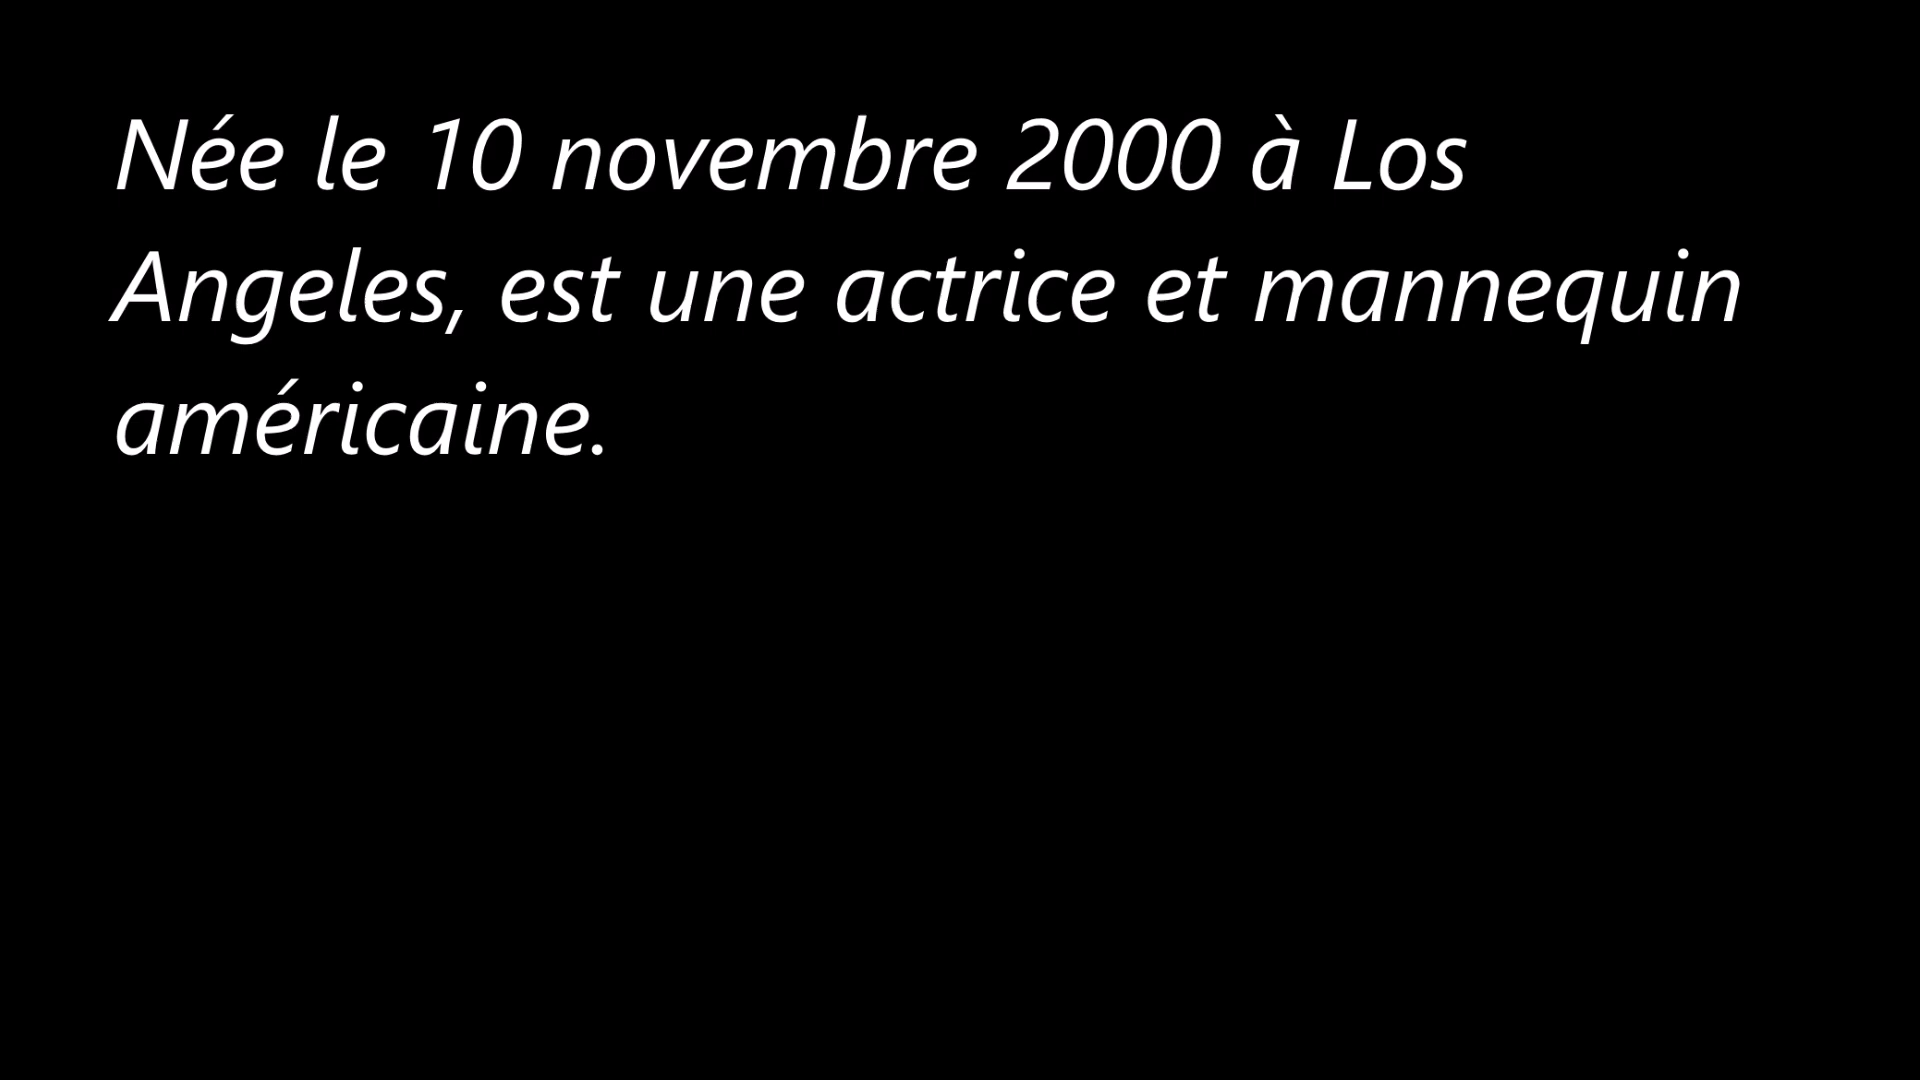 Née le 10 novembre 2000 à Los
Angeles, est une actrice et mannequin
américaine.